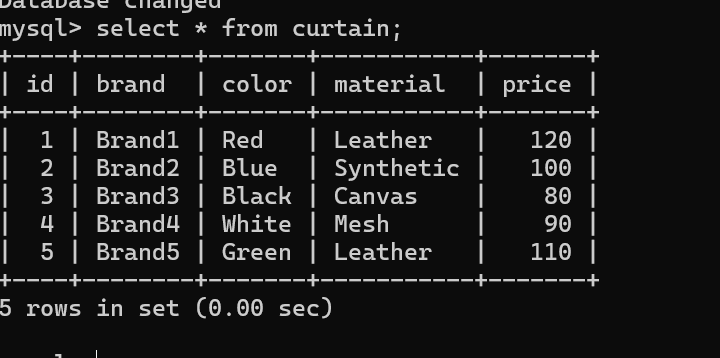 Database changed
mysql> select * from curtain;
+----+--------+-------+-----------+-------+
| id | brand  | color | material  | price |
+----+--------+-------+-----------+-------+
|  1 | Brand1 | Red   | Leather   |   120 |
|  2 | Brand2 | Blue  | Synthetic |   100 |
|  3 | Brand3 | Black | Canvas    |    80 |
|  4 | Brand4 | White | Mesh      |    90 |
|  5 | Brand5 | Green | Leather   |   110 |
+----+--------+-------+-----------+-------+
5 rows in set (0.00 sec)